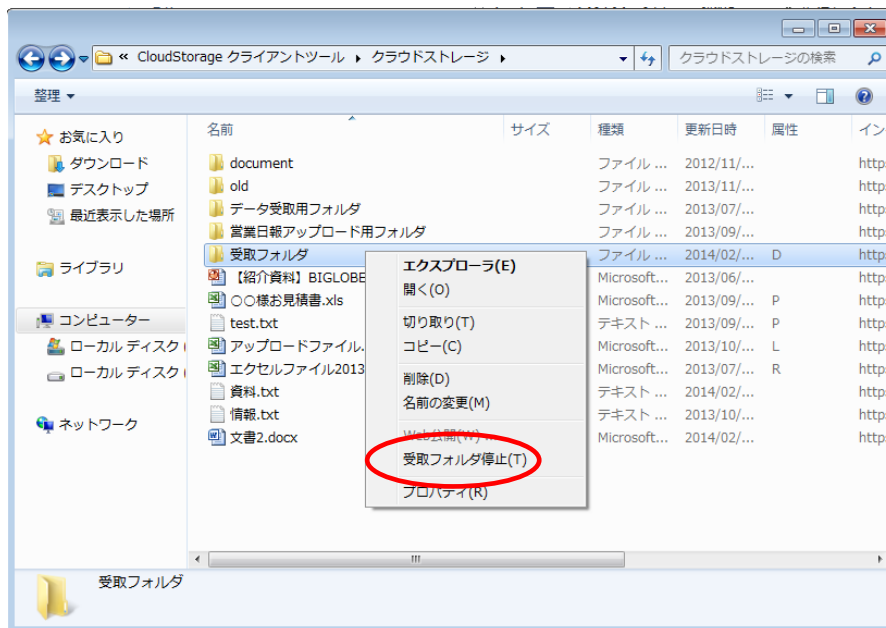 « CloudStorage クライアントツール ▸ クラウドストレージ ▸
クラウドストレージの検索
整理
名前 サイズ 種類 更新日時 属性 イン
お気に入り
ダウンロード
デスクトップ
最近表示した場所
ライブラリ
コンピューター
ローカル ディスク (
ローカル ディスク (
ネットワーク
document ファイル ... 2012/11/... http
old ファイル ... 2013/11/... http
データ受取用フォルダ ファイル ... 2013/07/... http
営業日報アップロード用フォルダ ファイル ... 2013/09/... http
受取フォルダ ファイル ... 2014/02/... D http
【紹介資料】BIGLOBE Microsoft... 2013/06/... http
○○様お見積書.xls Microsoft... 2013/09/... P http
test.txt テキスト ... 2013/09/... P http
アップロードファイル. Microsoft... 2013/10/... L http
エクセルファイル2013 Microsoft... 2013/07/... R http
資料.txt テキスト ... 2014/02/... http
情報.txt テキスト ... 2013/10/... http
文書2.docx Microsoft... 2014/02/... http
エクスプローラ(E)
開く(O)
切り取り(T)
コピー(C)
削除(D)
名前の変更(M)
Web公開(W)...
受取フォルダ停止(T)
プロパティ(R)
受取フォルダ